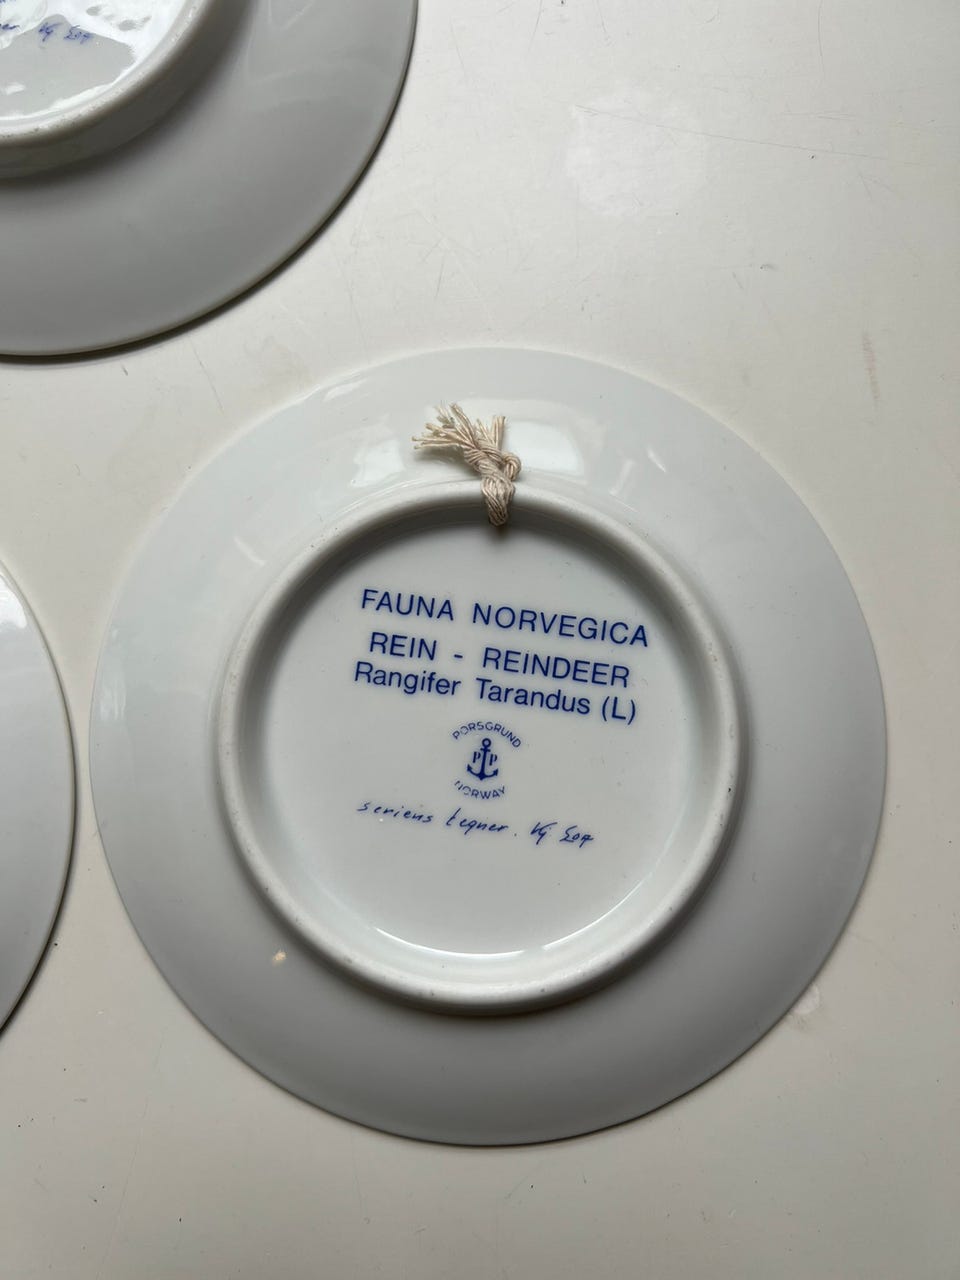 FAUNA NORVEGICA
REIN - REINDEER
Rangifer Tarandus (L)
PORSGRUND
P P
NORWAY
seriens tegner.